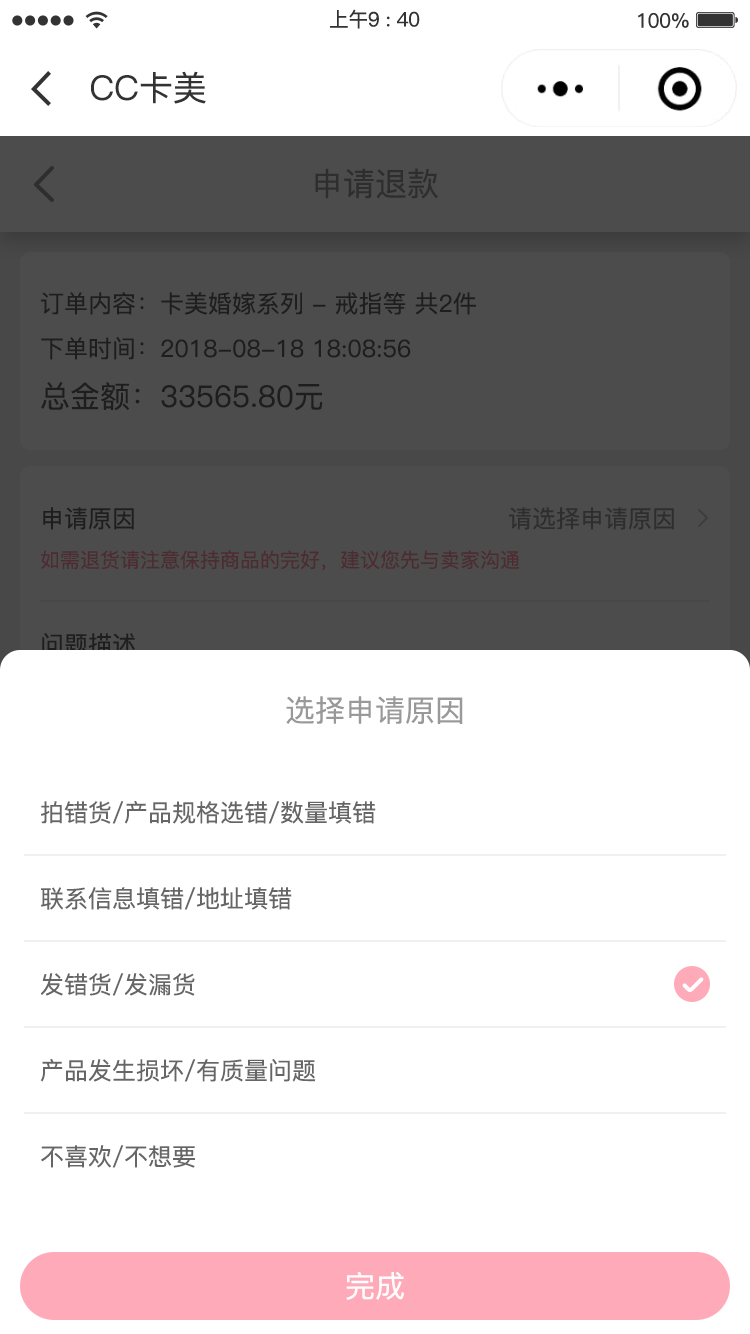 上午9 : 40
100%
CC卡美
申请退款
订单内容：卡美婚嫁系列 – 戒指等 共2件
下单时间：2018–08–18 18:08:56
总金额：33565.80元
申请原因 请选择申请原因
如需退货请注意保持商品的完好，建议您先与卖家沟通
问题描述
选择申请原因
拍错货/产品规格选错/数量填错
联系信息填错/地址填错
发错货/发漏货
产品发生损坏/有质量问题
不喜欢/不想要
完成